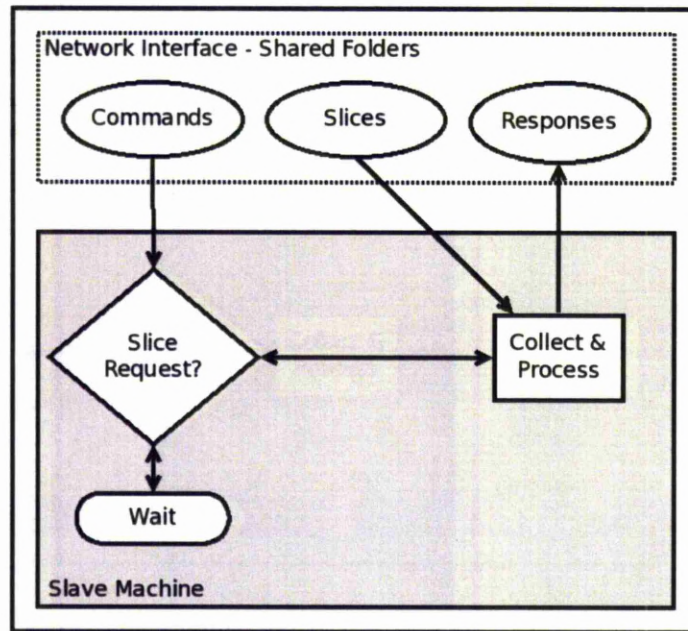 Network Interface - Shared Folders
Commands
Slices
Responses
Slice
Request?
Collect &
Process
Wait
Slave Machine